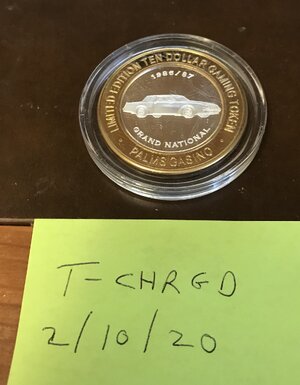 LIMITED EDITION TEN DOLLAR GAMING TOKEN
1986/87
GRAND NATIONAL
PALMS CASINO
T-CHRGD
2/10/20